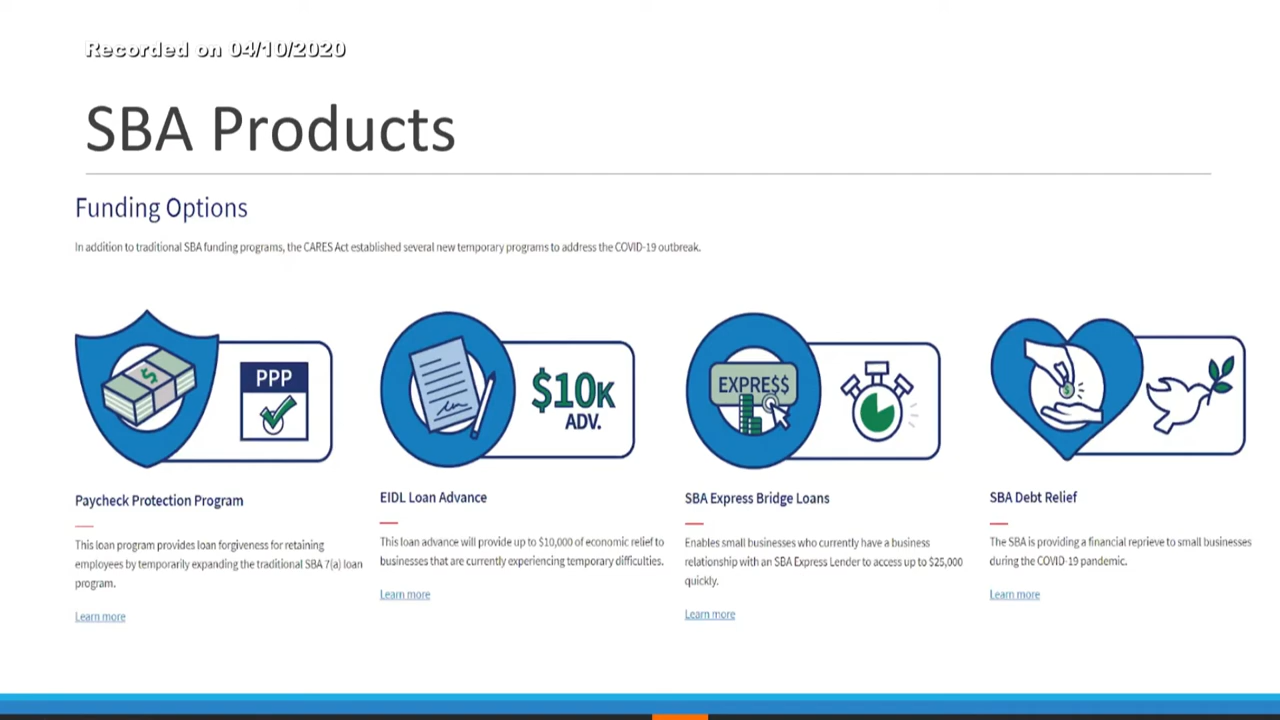 Recorded on 04/10/2020
SBA Products
Funding Options
In addition to traditional SBA funding programs, the CARES Act established several new temporary programs to address the COVID-19 outbreak.
PPP
$10K
ADV.
EXPRE$$
$
Paycheck Protection Program
This loan program provides loan forgiveness for retaining
employees by temporarily expanding the traditional SBA 7(a) loan
program.
Learn more
EIDL Loan Advance
This loan advance will provide up to $10,000 of economic relief to
businesses that are currently experiencing temporary difficulties.
Learn more
SBA Express Bridge Loans
Enables small businesses who currently have a business
relationship with an SBA Express Lender to access up to $25,000
quickly.
Learn more
SBA Debt Relief
The SBA is providing a financial reprieve to small businesses
during the COVID-19 pandemic.
Learn more